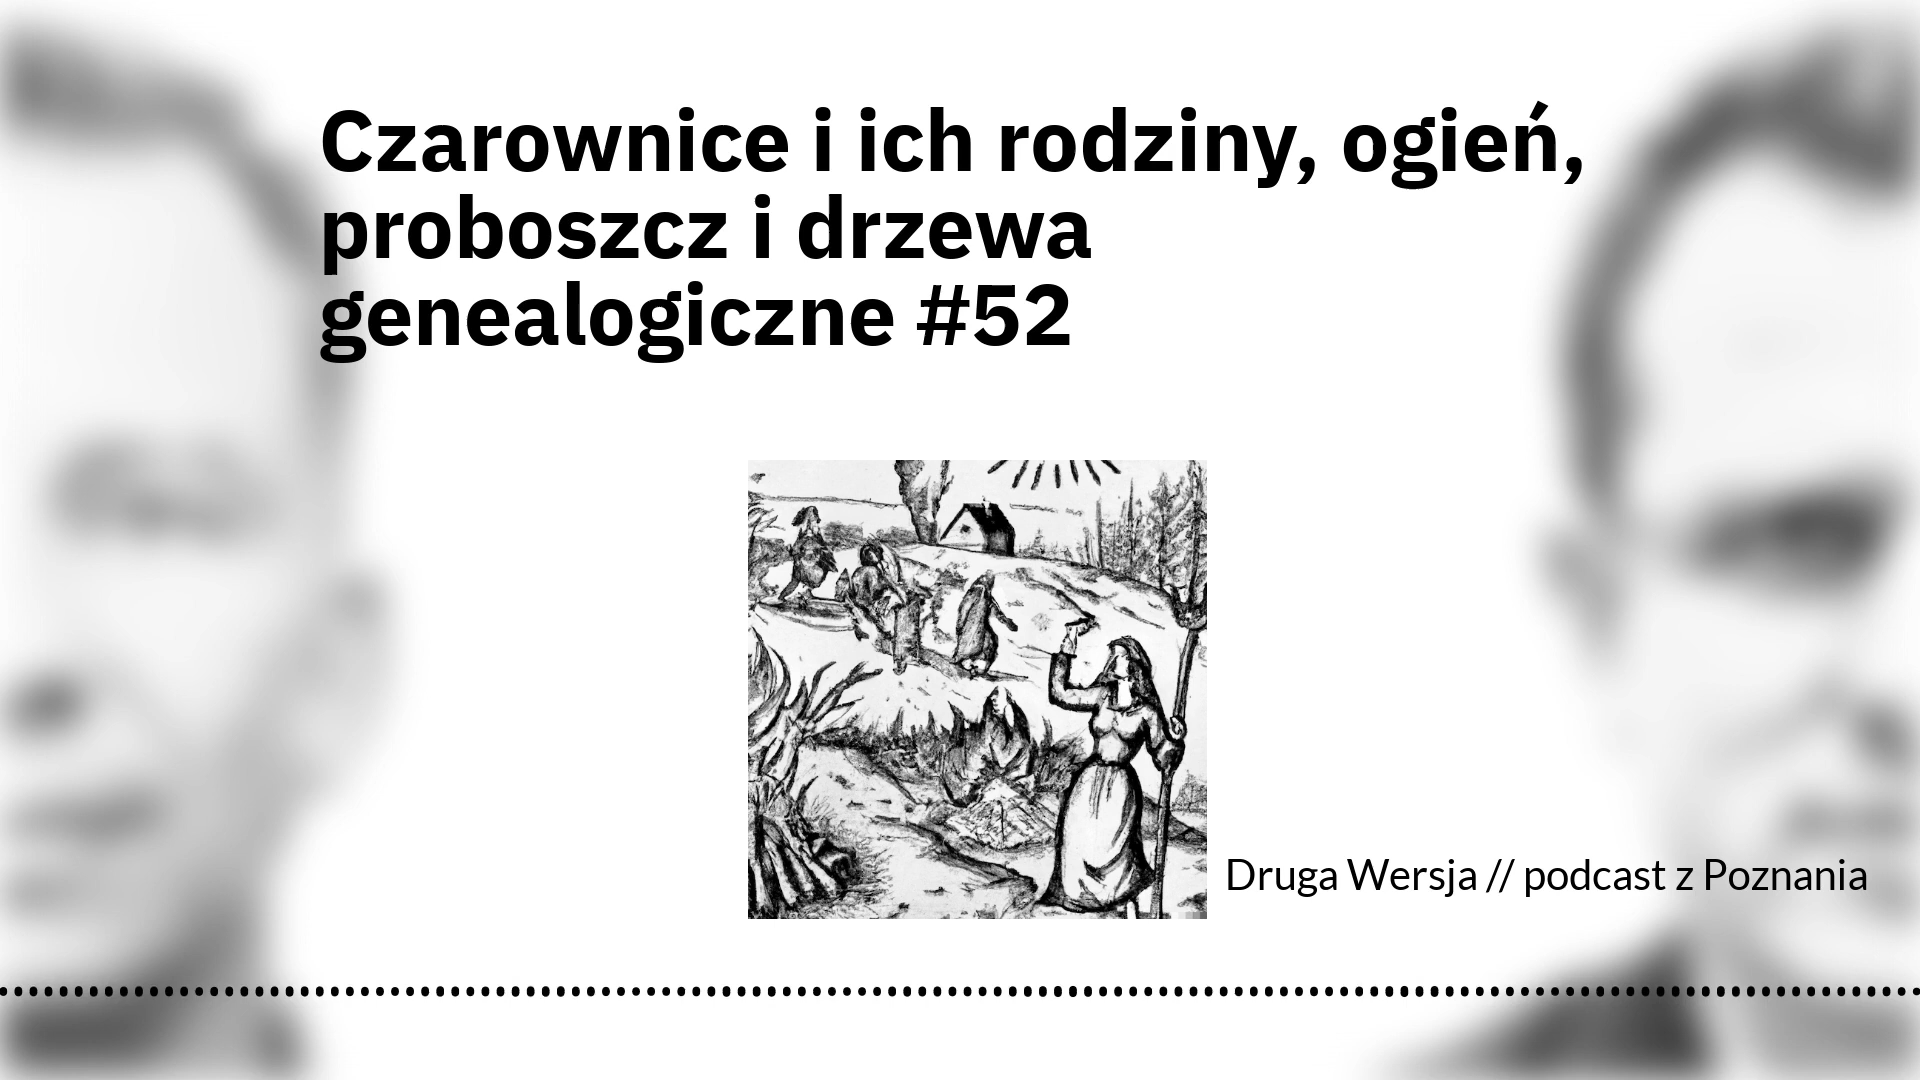 Czarownice i ich rodziny, ogień,
proboszcz i drzewa
genealogiczne #52
Druga Wersja // podcast z Poznania